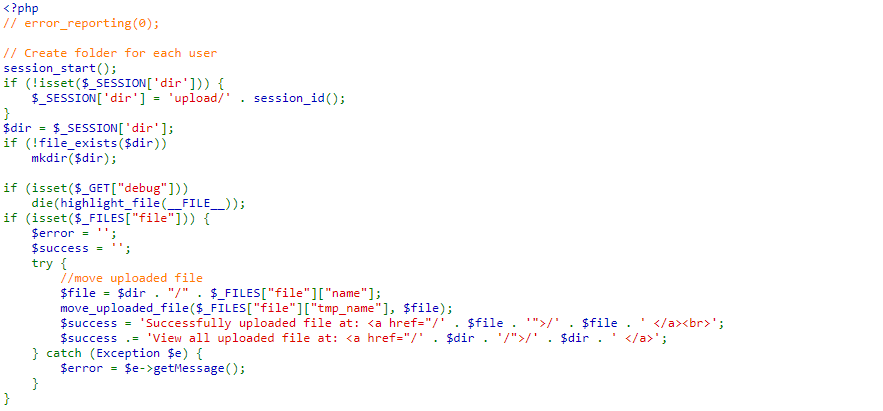 <?php
// error_reporting(0);

// Create folder for each user
session_start();
if (!isset($_SESSION['dir'])) {
    $_SESSION['dir'] = 'upload/' . session_id();
}
$dir = $_SESSION['dir'];
if (!file_exists($dir))
    mkdir($dir);

if (isset($_GET["debug"]))
    die(highlight_file(__FILE__));
if (isset($_FILES["file"])) {
    $error = '';
    $success = '';
    try {
        //move uploaded file
        $file = $dir . "/" . $_FILES["file"]["name"];
        move_uploaded_file($_FILES["file"]["tmp_name"], $file);
        $success = 'Successfully uploaded file at: <a href="/' . $file . '">/' . $file . ' </a><br>';
        $success .= 'View all uploaded file at: <a href="/' . $dir . '/">/' . $dir . ' </a>';
    } catch (Exception $e) {
        $error = $e->getMessage();
    }
}